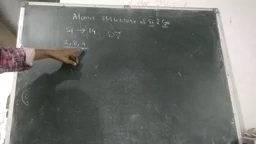 Atomic structure of Si & Ge
Si → 14
2, 8, 4